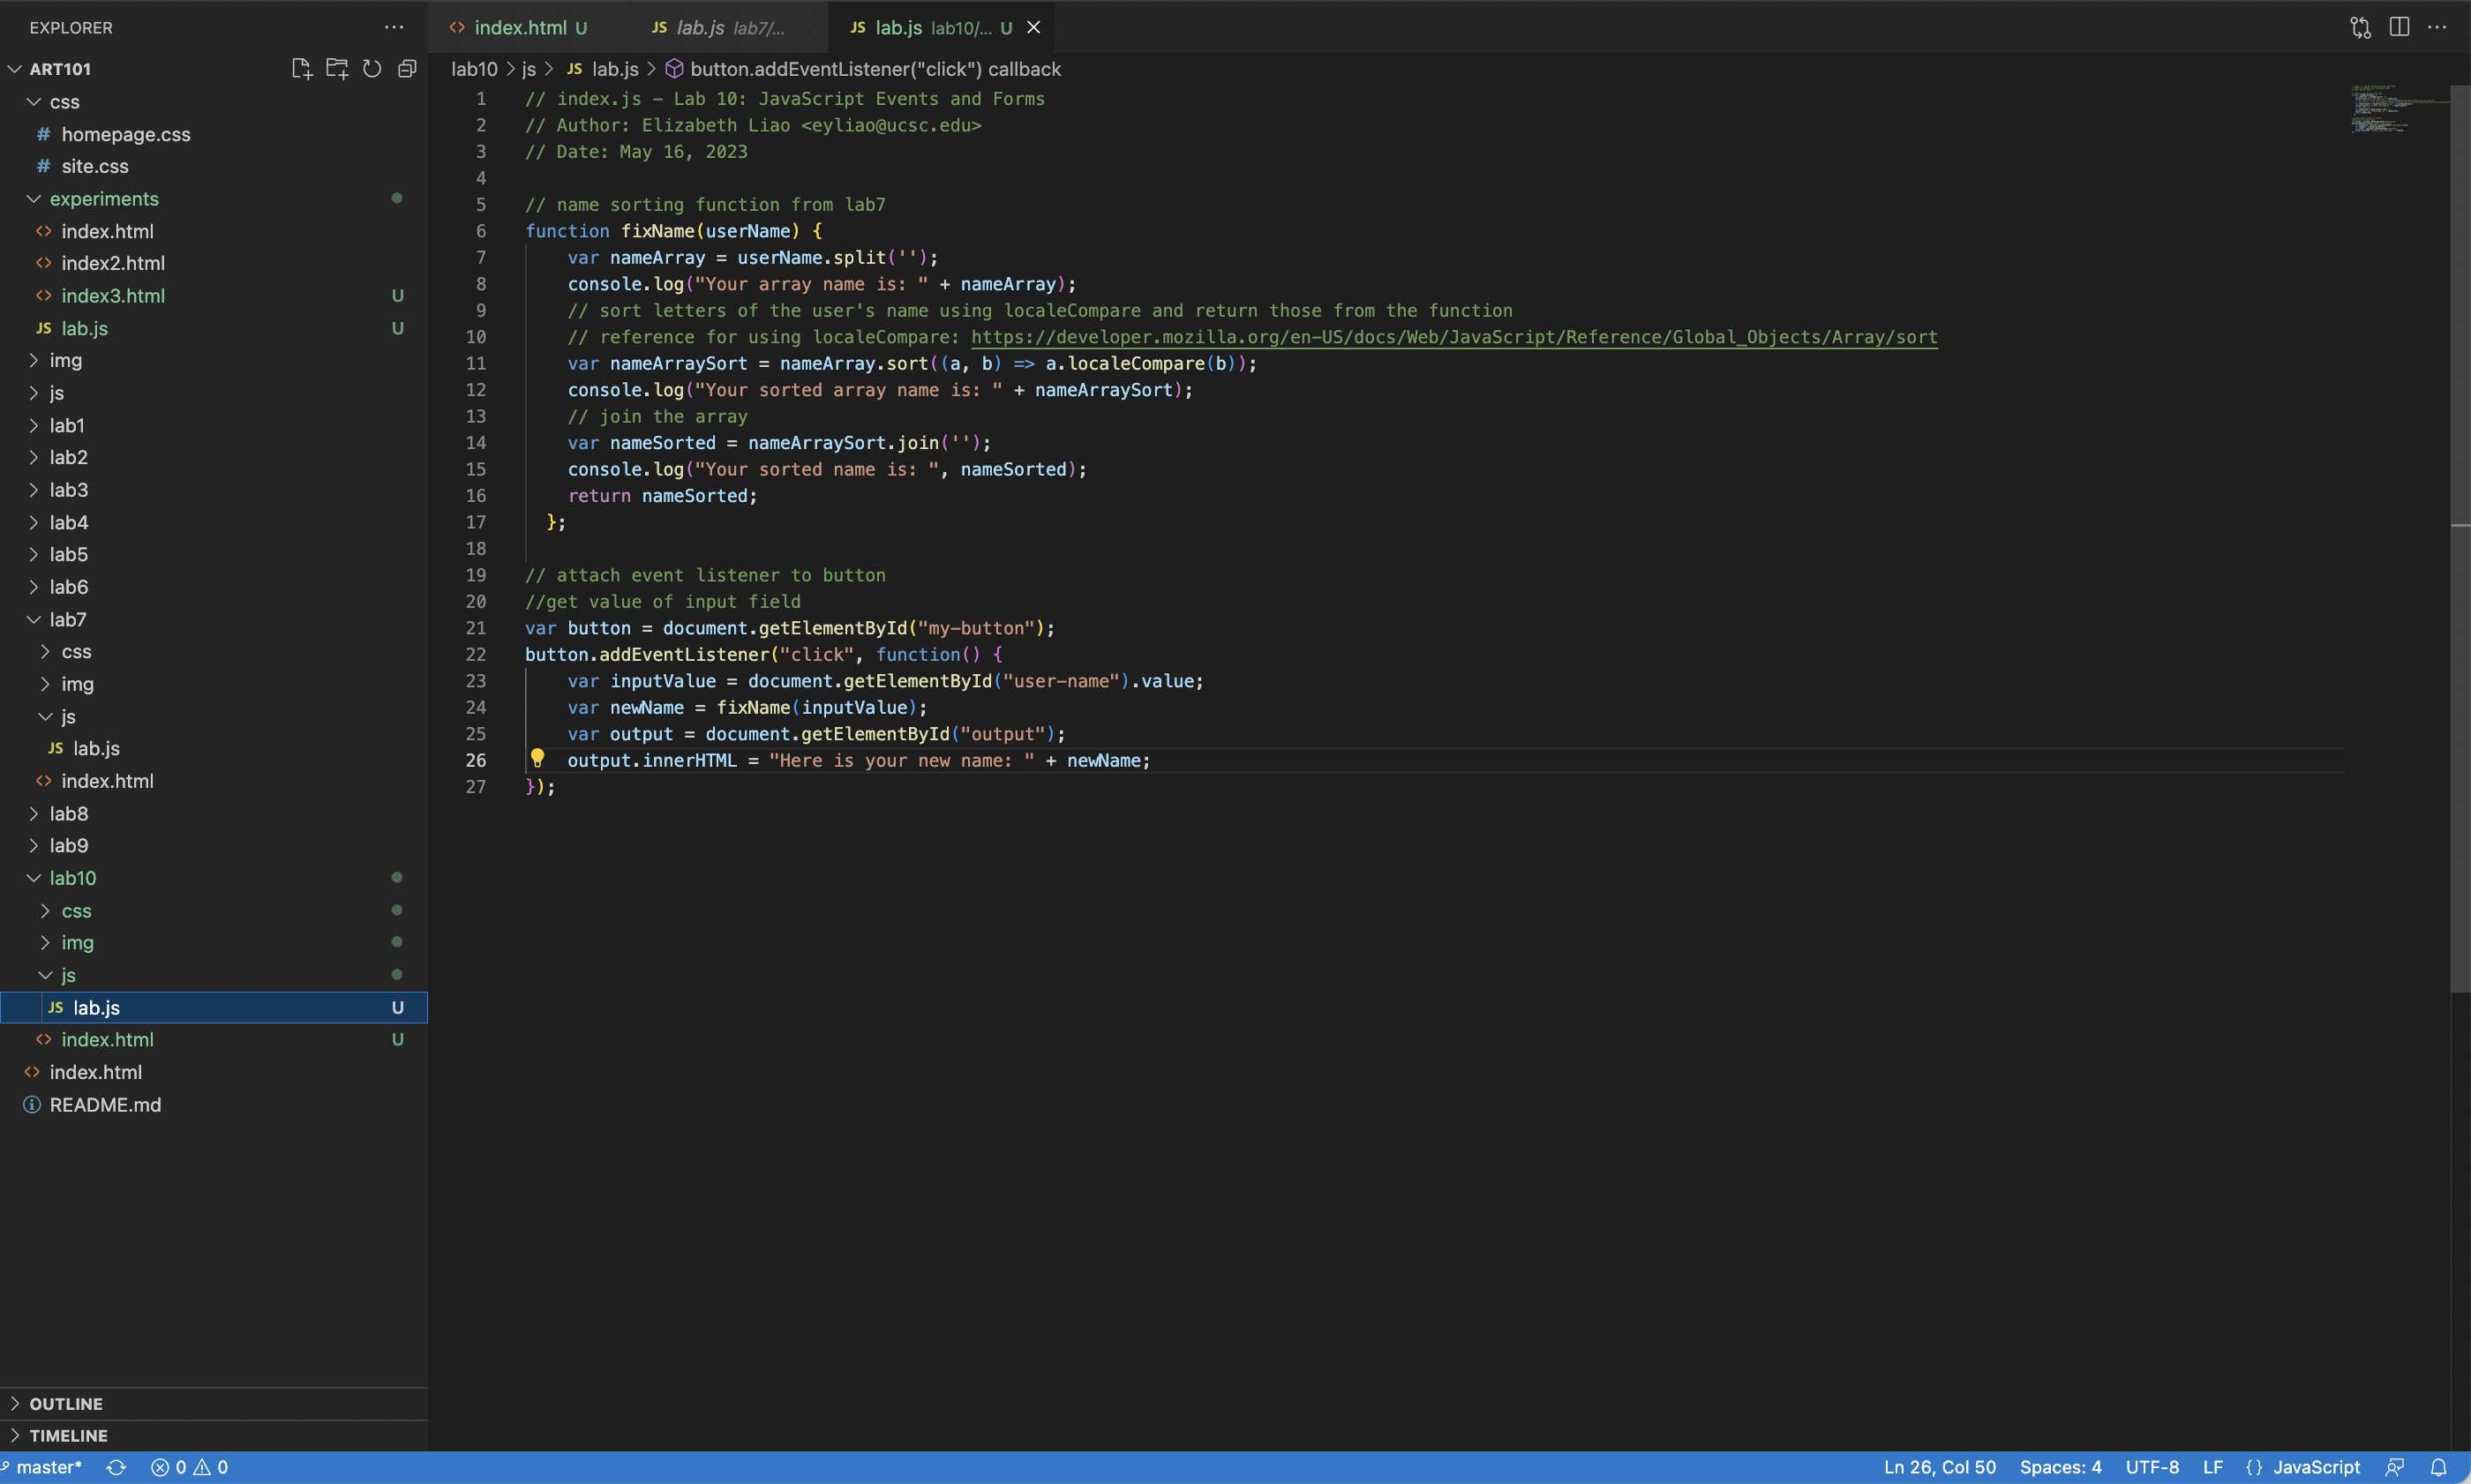 EXPLORER
ART101
css
# homepage.css
# site.css
experiments
<> index.html
<> index2.html
<> index3.html U
JS lab.js U
img
js
lab1
lab2
lab3
lab4
lab5
lab6
lab7
css
img
js
JS lab.js
<> index.html
lab8
lab9
lab10
css
img
js
JS lab.js U
<> index.html U
<> index.html
README.md
OUTLINE
TIMELINE
<> index.html U
JS lab.js lab7/...
JS lab.js lab10/... U
lab10 > js > JS lab.js > button.addEventListener("click") callback
1 // index.js - Lab 10: JavaScript Events and Forms
2 // Author: Elizabeth Liao <eyliao@ucsc.edu>
3 // Date: May 16, 2023
4
5 // name sorting function from lab7
6 function fixName(userName) {
7 var nameArray = userName.split('');
8 console.log("Your array name is: " + nameArray);
9 // sort letters of the user's name using localeCompare and return those from the function
10 // reference for using localeCompare: https://developer.mozilla.org/en-US/docs/Web/JavaScript/Reference/Global_Objects/Array/sort
11 var nameArraySort = nameArray.sort((a, b) => a.localeCompare(b));
12 console.log("Your sorted array name is: " + nameArraySort);
13 // join the array
14 var nameSorted = nameArraySort.join('');
15 console.log("Your sorted name is: ", nameSorted);
16 return nameSorted;
17 };
18
19 // attach event listener to button
20 //get value of input field
21 var button = document.getElementById("my-button");
22 button.addEventListener("click", function() {
23 var inputValue = document.getElementById("user-name").value;
24 var newName = fixName(inputValue);
25 var output = document.getElementById("output");
26 output.innerHTML = "Here is your new name: " + newName;
27 });
master* 0 0 Ln 26, Col 50 Spaces: 4 UTF-8 LF {} JavaScript